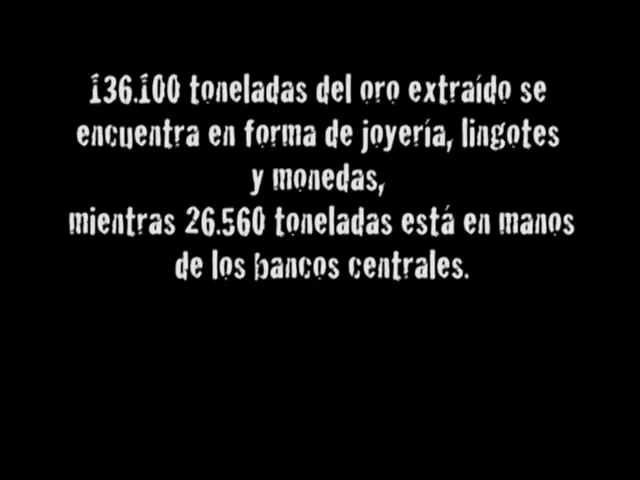 136.100 toneladas del oro extraído se
encuentra en forma de joyería, lingotes
y monedas,
mientras 26.560 toneladas está en manos
de los bancos centrales.